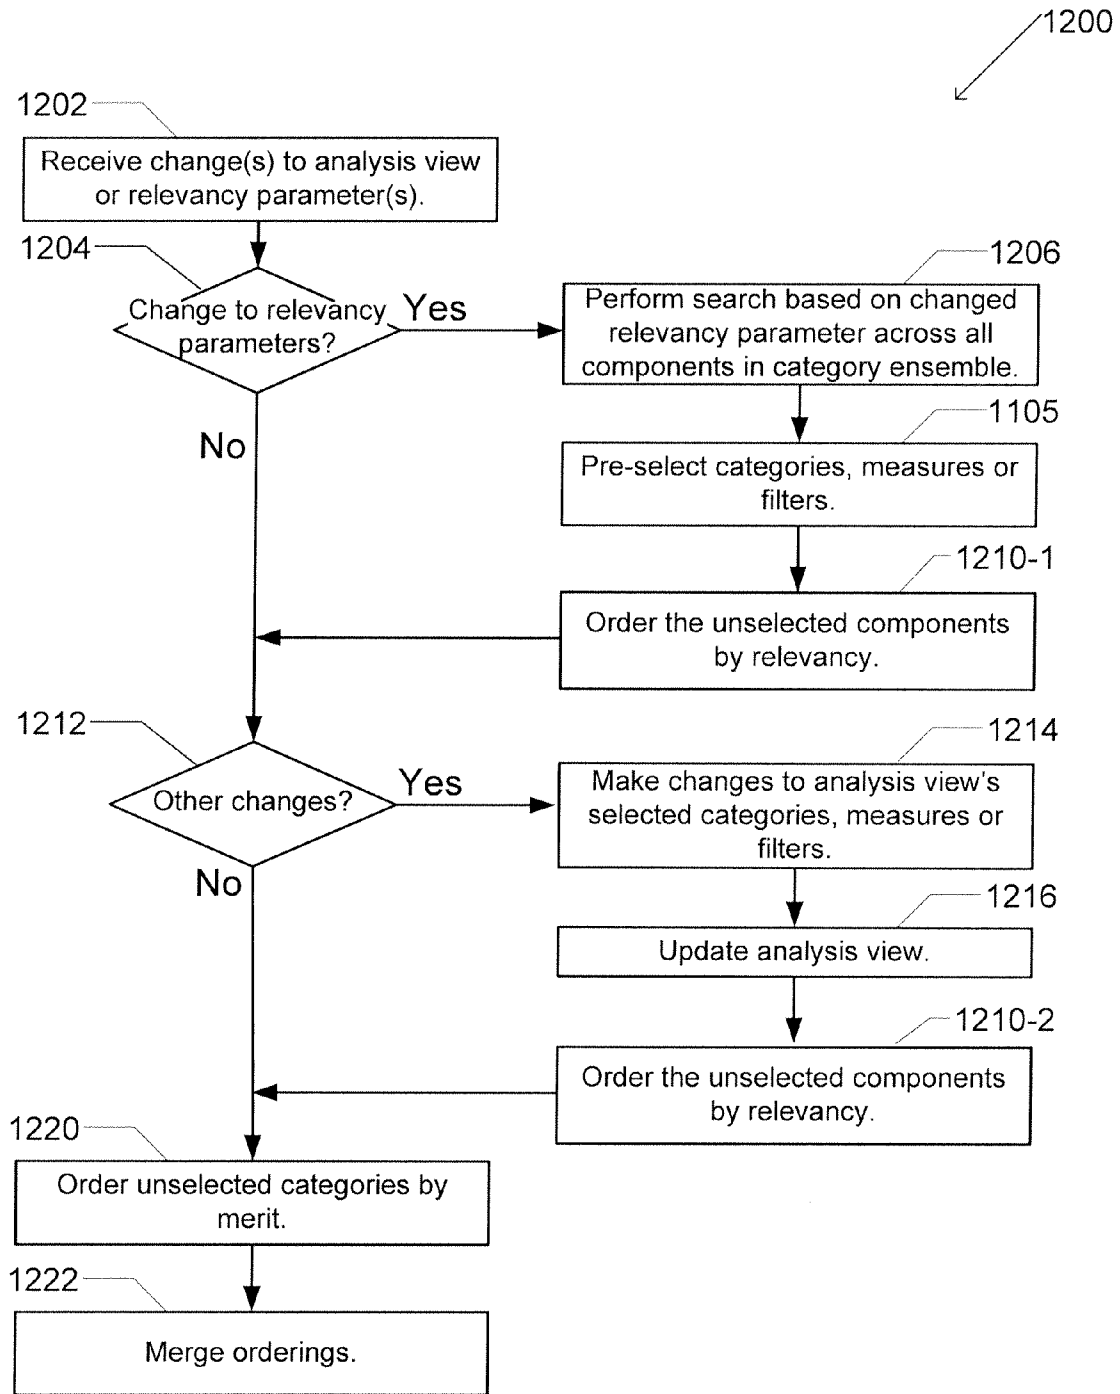 1200
1202
Receive change(s) to analysis view
or relevancy parameter(s).
1204
Change to relevancy
parameters?
Yes
No
1206
Perform search based on changed
relevancy parameter across all
components in category ensemble.
1105
Pre-select categories, measures or
filters.
1210-1
Order the unselected components
by relevancy.
1212
Other changes?
Yes
No
1214
Make changes to analysis view's
selected categories, measures or
filters.
1216
Update analysis view.
1210-2
Order the unselected components
by relevancy.
1220
Order unselected categories by
merit.
1222
Merge orderings.